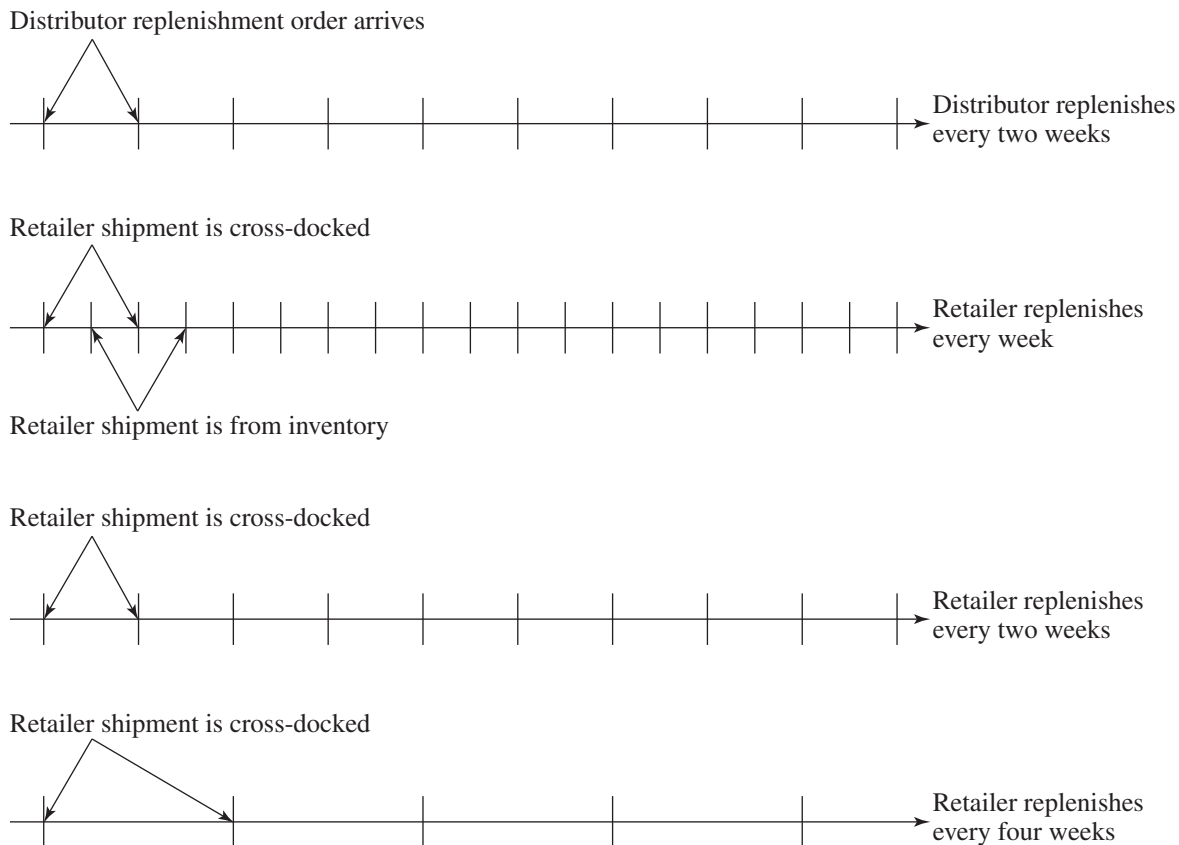 Distributor replenishment order arrives
Distributor replenishes
every two weeks
Retailer shipment is cross-docked
Retailer replenishes
every week
Retailer shipment is from inventory
Retailer shipment is cross-docked
Retailer replenishes
every two weeks
Retailer shipment is cross-docked
Retailer replenishes
every four weeks